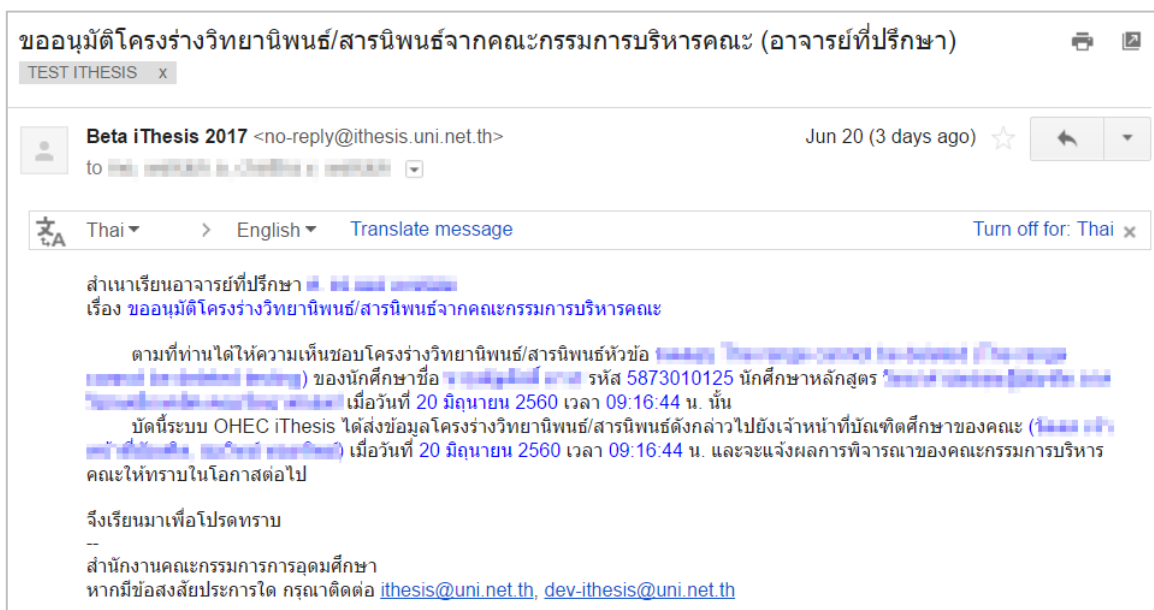 ขออนุมัติโครงร่างวิทยานิพนธ์/สารนิพนธ์จากคณะกรรมการบริหารคณะ (อาจารย์ที่ปรึกษา)
TEST ITHESIS x
Beta iThesis 2017 <no-reply@ithesis.uni.net.th>
Jun 20 (3 days ago)
to
Thai > English Translate message
Turn off for: Thai x
สำเนาเรียนอาจารย์ที่ปรึกษา
เรื่อง ขออนุมัติโครงร่างวิทยานิพนธ์/สารนิพนธ์จากคณะกรรมการบริหารคณะ
ตามที่ท่านได้ให้ความเห็นชอบโครงร่างวิทยานิพนธ์/สารนิพนธ์หัวข้อ
) ของนักศึกษาชื่อ รหัส 5873010125 นักศึกษาหลักสูตร
เมื่อวันที่ 20 มิถุนายน 2560 เวลา 09:16:44 น. นั้น
บัดนี้ระบบ OHEC iThesis ได้ส่งข้อมูลโครงร่างวิทยานิพนธ์/สารนิพนธ์ดังกล่าวไปยังเจ้าหน้าที่บัณฑิตศึกษาของคณะ (
) เมื่อวันที่ 20 มิถุนายน 2560 เวลา 09:16:44 น. และจะแจ้งผลการพิจารณาของคณะกรรมการบริหาร
คณะให้ทราบในโอกาสต่อไป
จึงเรียนมาเพื่อโปรดทราบ
--
สำนักงานคณะกรรมการการอุดมศึกษา
หากมีข้อสงสัยประการใด กรุณาติดต่อ ithesis@uni.net.th, dev-ithesis@uni.net.th